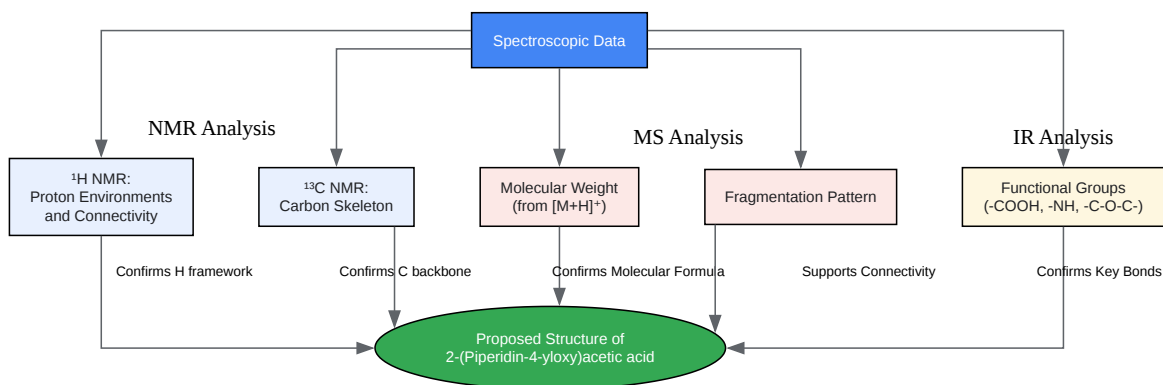 Spectroscopic Data
NMR Analysis
MS Analysis
IR Analysis
¹H NMR:
Proton Environments
and Connectivity
¹³C NMR:
Carbon Skeleton
Molecular Weight
(from [M+H]⁺)
Fragmentation Pattern
Functional Groups
(-COOH, -NH, -C-O-C-)
Confirms H framework
Confirms C backbone
Confirms Molecular Formula
Supports Connectivity
Confirms Key Bonds
Proposed Structure of
2-(Piperidin-4-yloxy)acetic acid